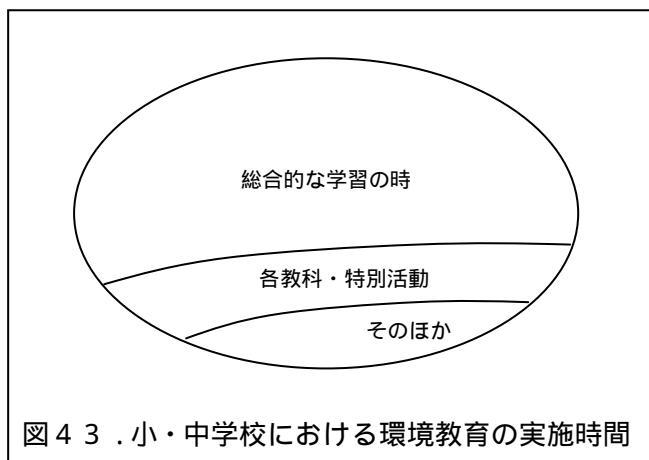 総合的な学習の時
各教科・特別活動
そのほか
図４３．小・中学校における環境教育の実施時間